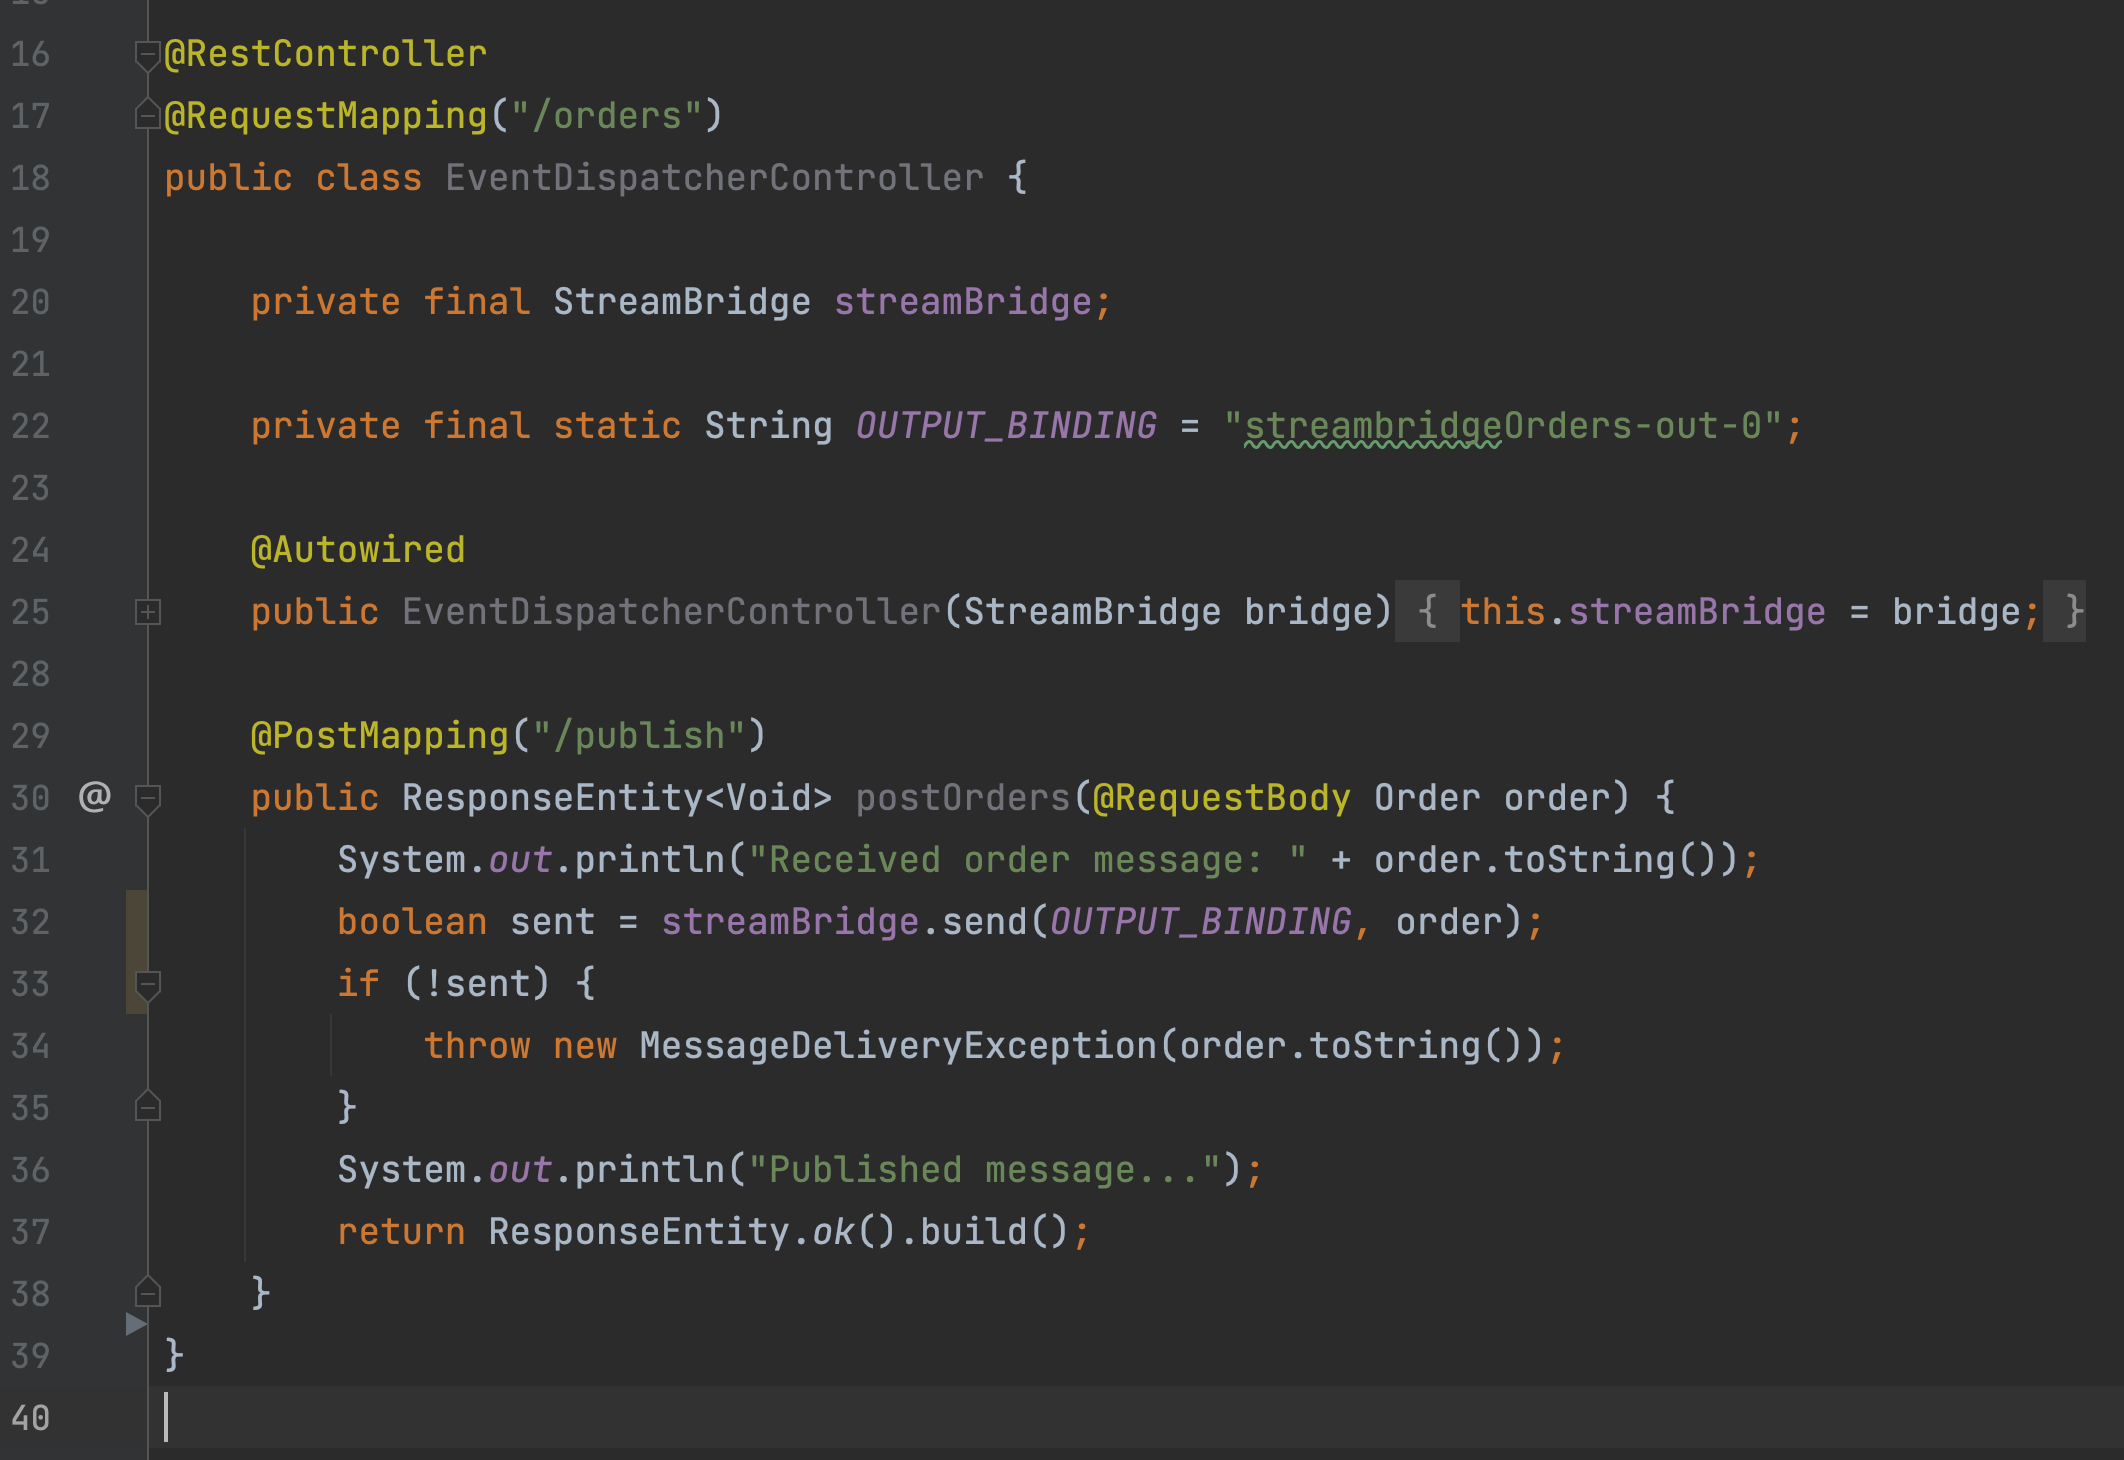 16 @RestController
17 @RequestMapping("/orders")
18 public class EventDispatcherController {
19
20 private final StreamBridge streamBridge;
21
22 private final static String OUTPUT_BINDING = "streambridgeOrders-out-0";
23
24 @Autowired
25 public EventDispatcherController(StreamBridge bridge) { this.streamBridge = bridge; }
28
29 @PostMapping("/publish")
30 @ public ResponseEntity<Void> postOrders(@RequestBody Order order) {
31 System.out.println("Received order message: " + order.toString());
32 boolean sent = streamBridge.send(OUTPUT_BINDING, order);
33 if (!sent) {
34 throw new MessageDeliveryException(order.toString());
35 }
36 System.out.println("Published message...");
37 return ResponseEntity.ok().build();
38 }
39 }
40